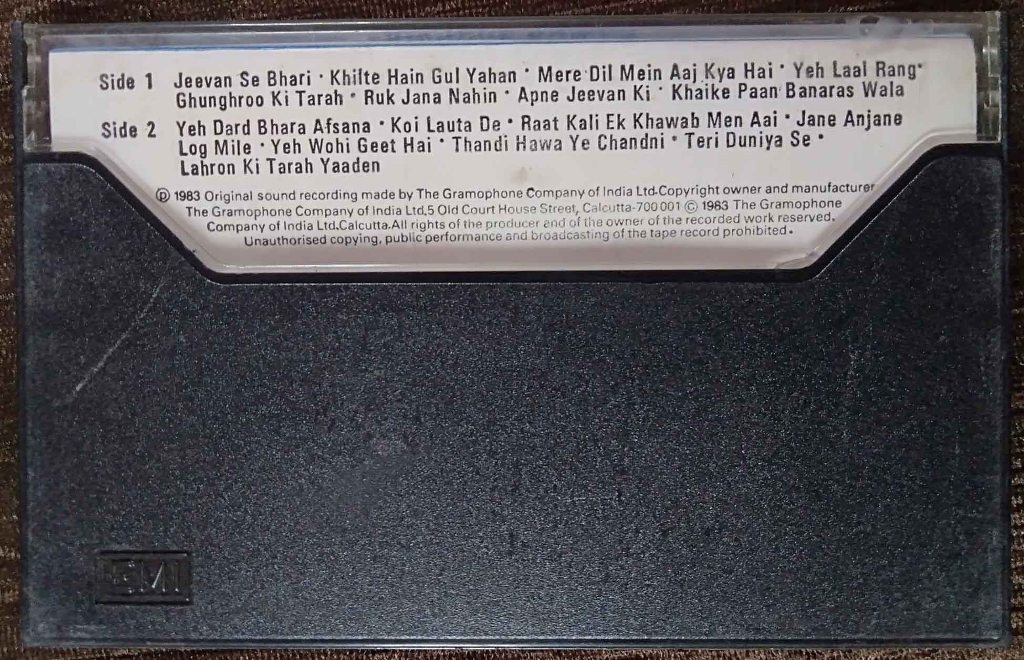 Side 1 Jeevan Se Bhari • Khilte Hain Gul Yahan • Mere Dil Mein Aaj Kya Hai • Yeh Laal Rang•
Ghunghroo Ki Tarah • Ruk Jana Nahin • Apne Jeevan Ki • Khaike Paan Banaras Wala
Side 2 Yeh Dard Bhara Afsana • Koi Lauta De • Raat Kali Ek Khawab Men Aai • Jane Anjane
Log Mile • Yeh Wohi Geet Hai • Thandi Hawa Ye Chandni • Teri Duniya Se •
Lahron Ki Tarah Yaaden
℗ 1983 Original sound recording made by The Gramophone Company of India Ltd.Copyright owner and manufacturer
The Gramophone Company of India Ltd,5 Old Court House Street, Calcutta-700 001 © 1983 The Gramophone
Company of India Ltd.Calcutta.All rights of the producer and of the owner of the recorded work reserved.
Unauthorised copying, public performance and broadcasting of the tape record prohibited.
EMI